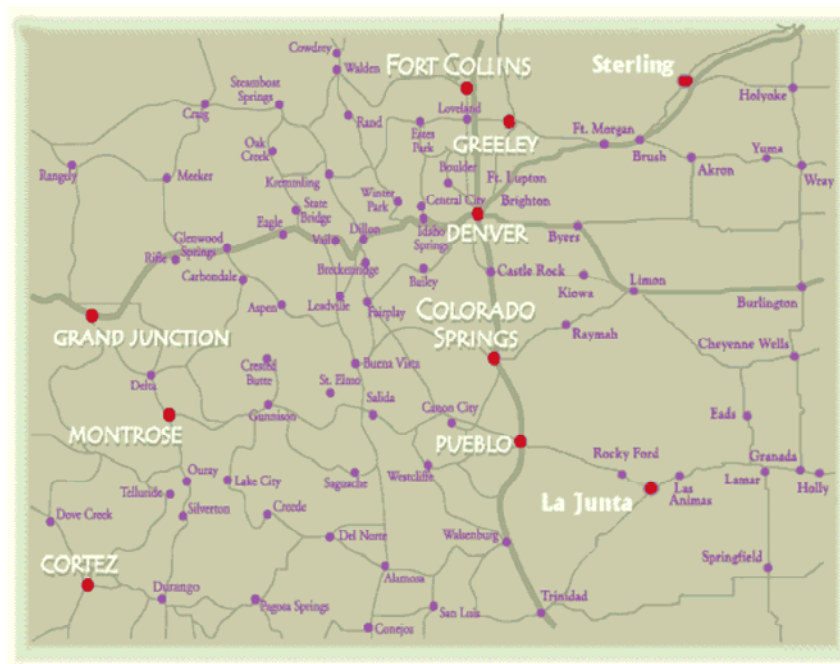 Cowdrey
Walden
FORT COLLINS
Sterling
Steamboat
Springs
Craig
Rand
Loveland
Holyoke
Estes
Park
GREELEY
Ft. Morgan
Brush
Oak
Creek
Boulder
Yuma
Akron
Wray
Rangely
Meeker
Kremmling
Ft. Lupton
Winter
Park
Central City
Brighton
State
Bridge
Eagle
Vail
Dillon
Idaho
Springs
DENVER
Byers
Glenwood
Springs
Rifle
Carbondale
Breckenridge
Bailey
Castle Rock
Kiowa
Limon
Burlington
Aspen
Leadville
Fairplay
COLORADO
SPRINGS
GRAND JUNCTION
Raymah
Cheyenne Wells
Crested
Butte
Buena Vista
Delta
St. Elmo
Salida
Gunnison
Canon City
Eads
MONTROSE
PUEBLO
Rocky Ford
Granada
Ouray
Lake City
Saguache
Westcliffe
Las
Animas
Lamar
Holly
Telluride
Silverton
Creede
La Junta
Dove Creek
Del Norte
Walsenburg
CORTEZ
Alamosa
Springfield
Durango
Pagosa Springs
San Luis
Trinidad
Conejos